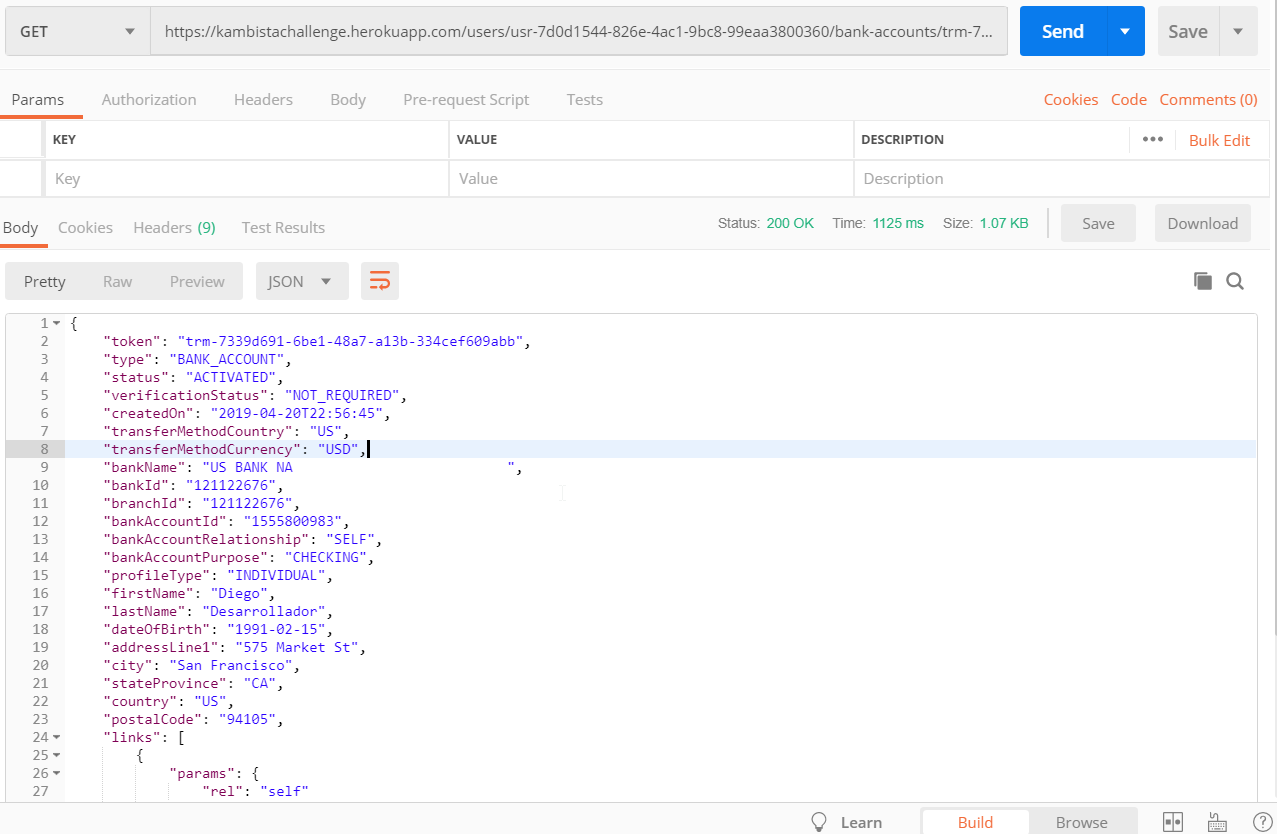 GET https://kambistachallenge.herokuapp.com/users/usr-7d0d1544-826e-4ac1-9bc8-99eaa3800360/bank-accounts/trm-7... Send Save
Params Authorization Headers Body Pre-request Script Tests Cookies Code Comments (0)
KEY VALUE DESCRIPTION ••• Bulk Edit
Key Value Description
Body Cookies Headers (9) Test Results Status: 200 OK Time: 1125 ms Size: 1.07 KB Save Download
Pretty Raw Preview JSON
1 {
2 "token": "trm-7339d691-6be1-48a7-a13b-334cef609abb",
3 "type": "BANK_ACCOUNT",
4 "status": "ACTIVATED",
5 "verificationStatus": "NOT_REQUIRED",
6 "createdOn": "2019-04-20T22:56:45",
7 "transferMethodCountry": "US",
8 "transferMethodCurrency": "USD",
9 "bankName": "US BANK NA                          ",
10 "bankId": "121122676",
11 "branchId": "121122676",
12 "bankAccountId": "1555800983",
13 "bankAccountRelationship": "SELF",
14 "bankAccountPurpose": "CHECKING",
15 "profileType": "INDIVIDUAL",
16 "firstName": "Diego",
17 "lastName": "Desarrollador",
18 "dateOfBirth": "1991-02-15",
19 "addressLine1": "575 Market St",
20 "city": "San Francisco",
21 "stateProvince": "CA",
22 "country": "US",
23 "postalCode": "94105",
24 "links": [
25 {
26 "params": {
27 "rel": "self"
Learn Build Browse ?